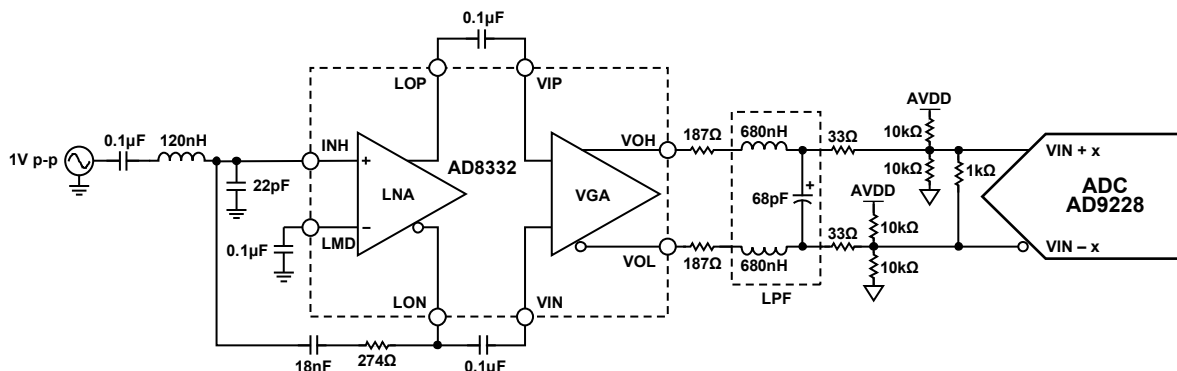 0.1µF
LOP
VIP
1V p-p
0.1µF
120nH
22pF
INH
LMD
0.1µF
+
–
LNA
AD8332
VGA
VOH
VOL
187Ω
680nH
187Ω
680nH
68pF
+
LPF
33Ω
33Ω
AVDD
10kΩ
10kΩ
AVDD
10kΩ
10kΩ
1kΩ
VIN + x
ADC
AD9228
VIN – x
LON
VIN
18nF
274Ω
0.1µF